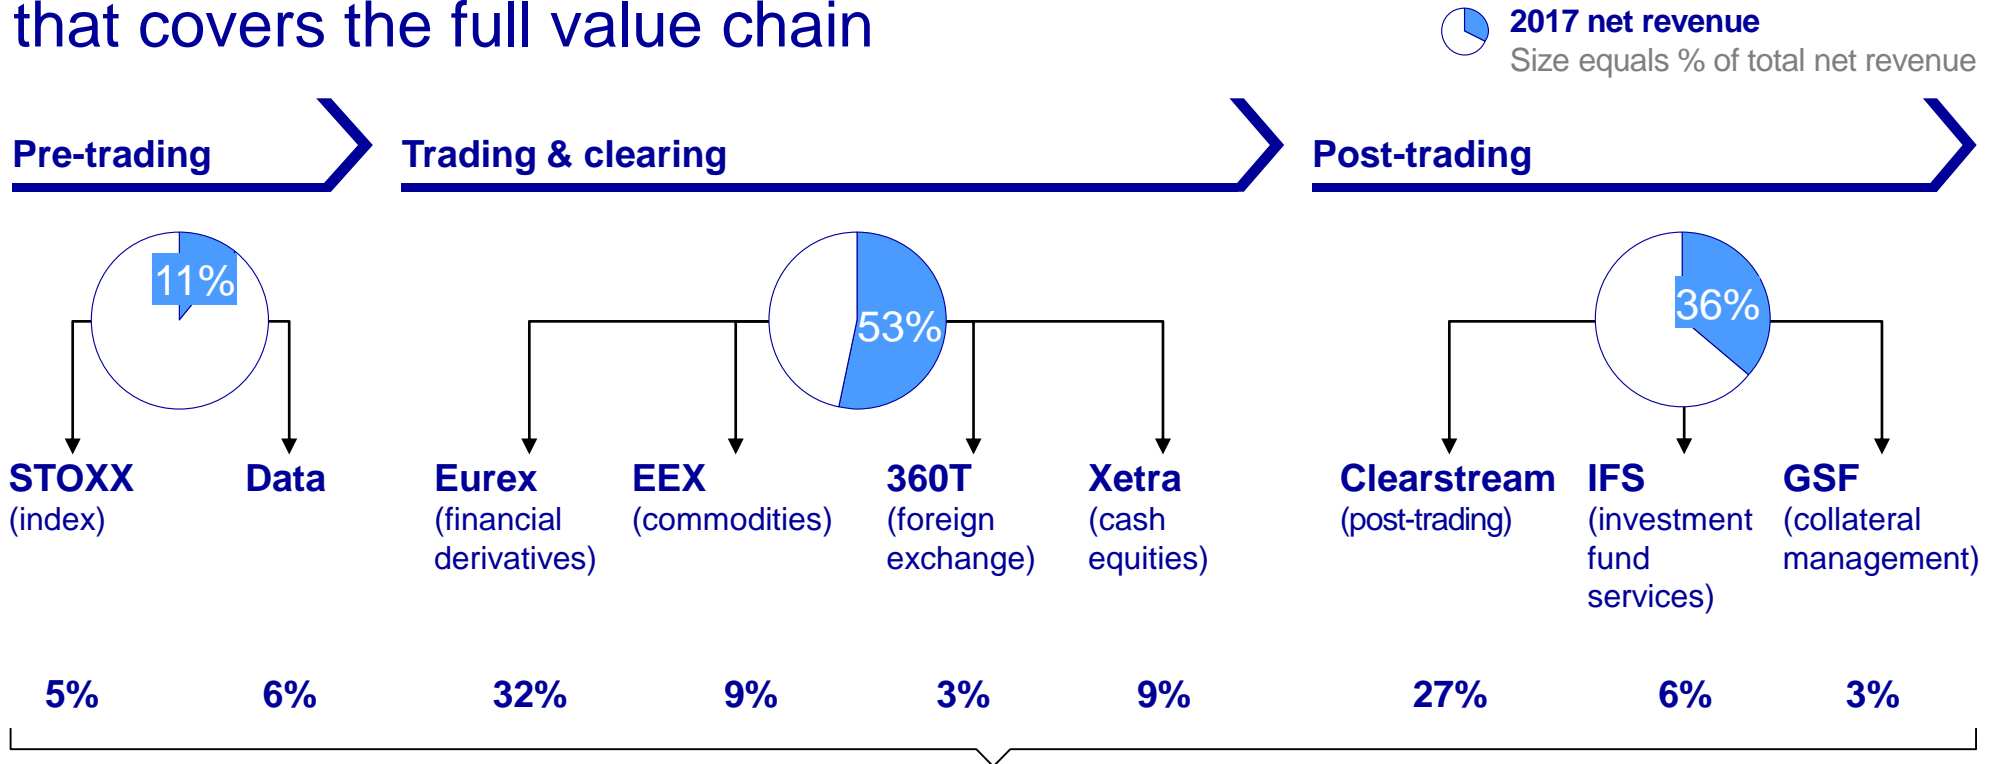 that covers the full value chain
2017 net revenue
Size equals % of total net revenue
Pre-trading
Trading & clearing
Post-trading
11%
53%
36%
STOXX
(index)
Data
Eurex
(financial
derivatives)
EEX
(commodities)
360T
(foreign
exchange)
Xetra
(cash
equities)
Clearstream
(post-trading)
IFS
(investment
fund
services)
GSF
(collateral
management)
5%
6%
32%
9%
3%
9%
27%
6%
3%